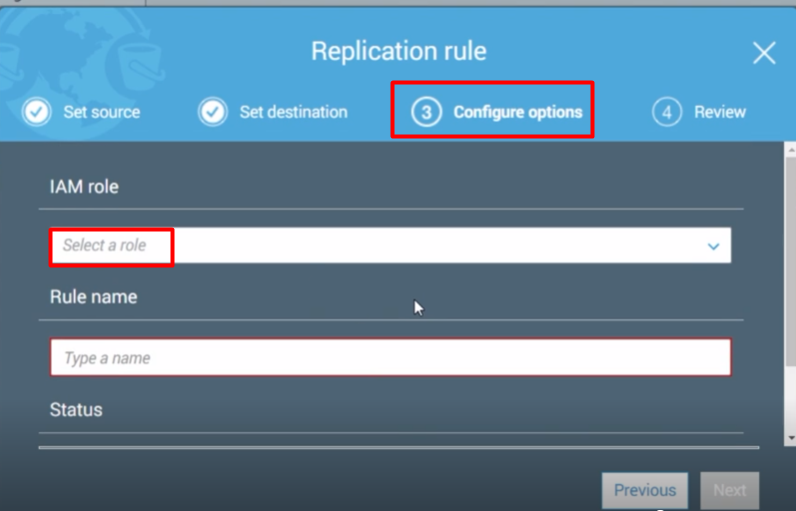 Replication rule
Set source
Set destination
3 Configure options
4 Review
IAM role
Select a role
Rule name
Type a name
Status
Previous
Next